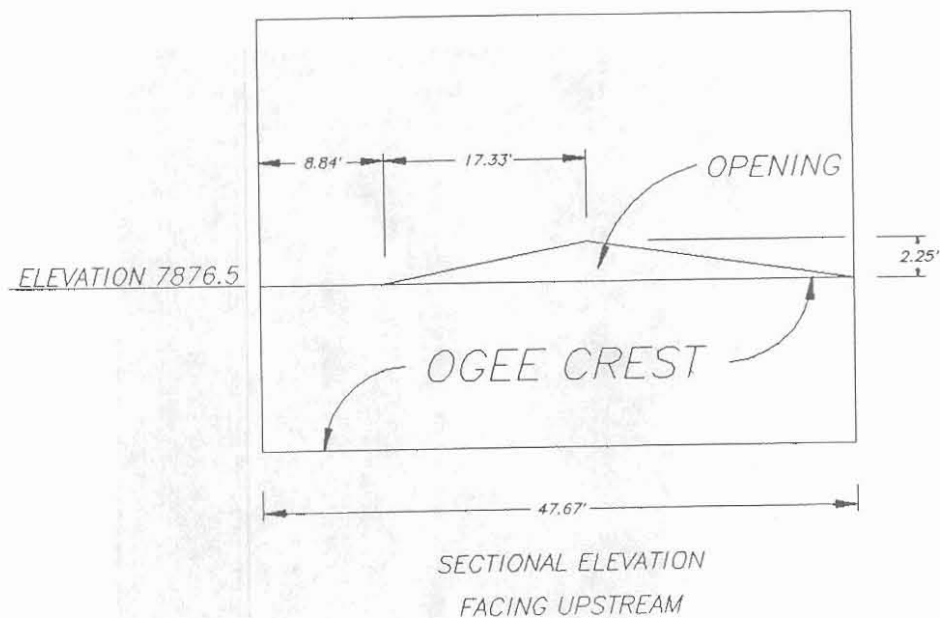 8.84'
17.33'
OPENING
ELEVATION 7876.5
2.25'
OGEE CREST
47.67'
SECTIONAL ELEVATION
FACING UPSTREAM